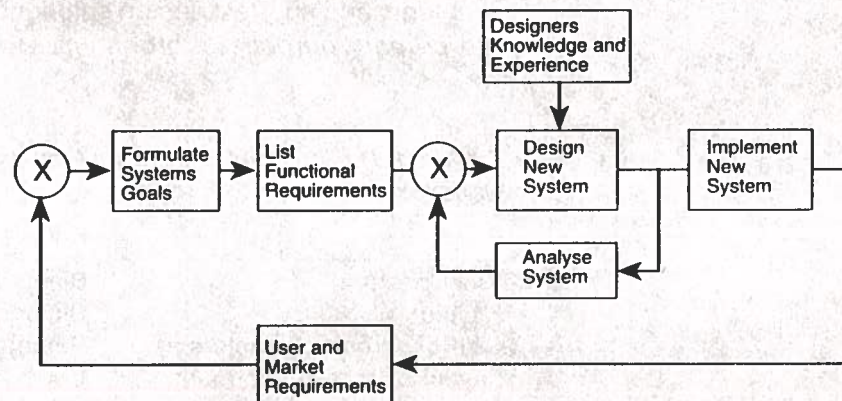 Designers
Knowledge and
Experience
X
Formulate
Systems
Goals
List
Functional
Requirements
X
Design
New
System
Implement
New
System
Analyse
System
User and
Market
Requirements